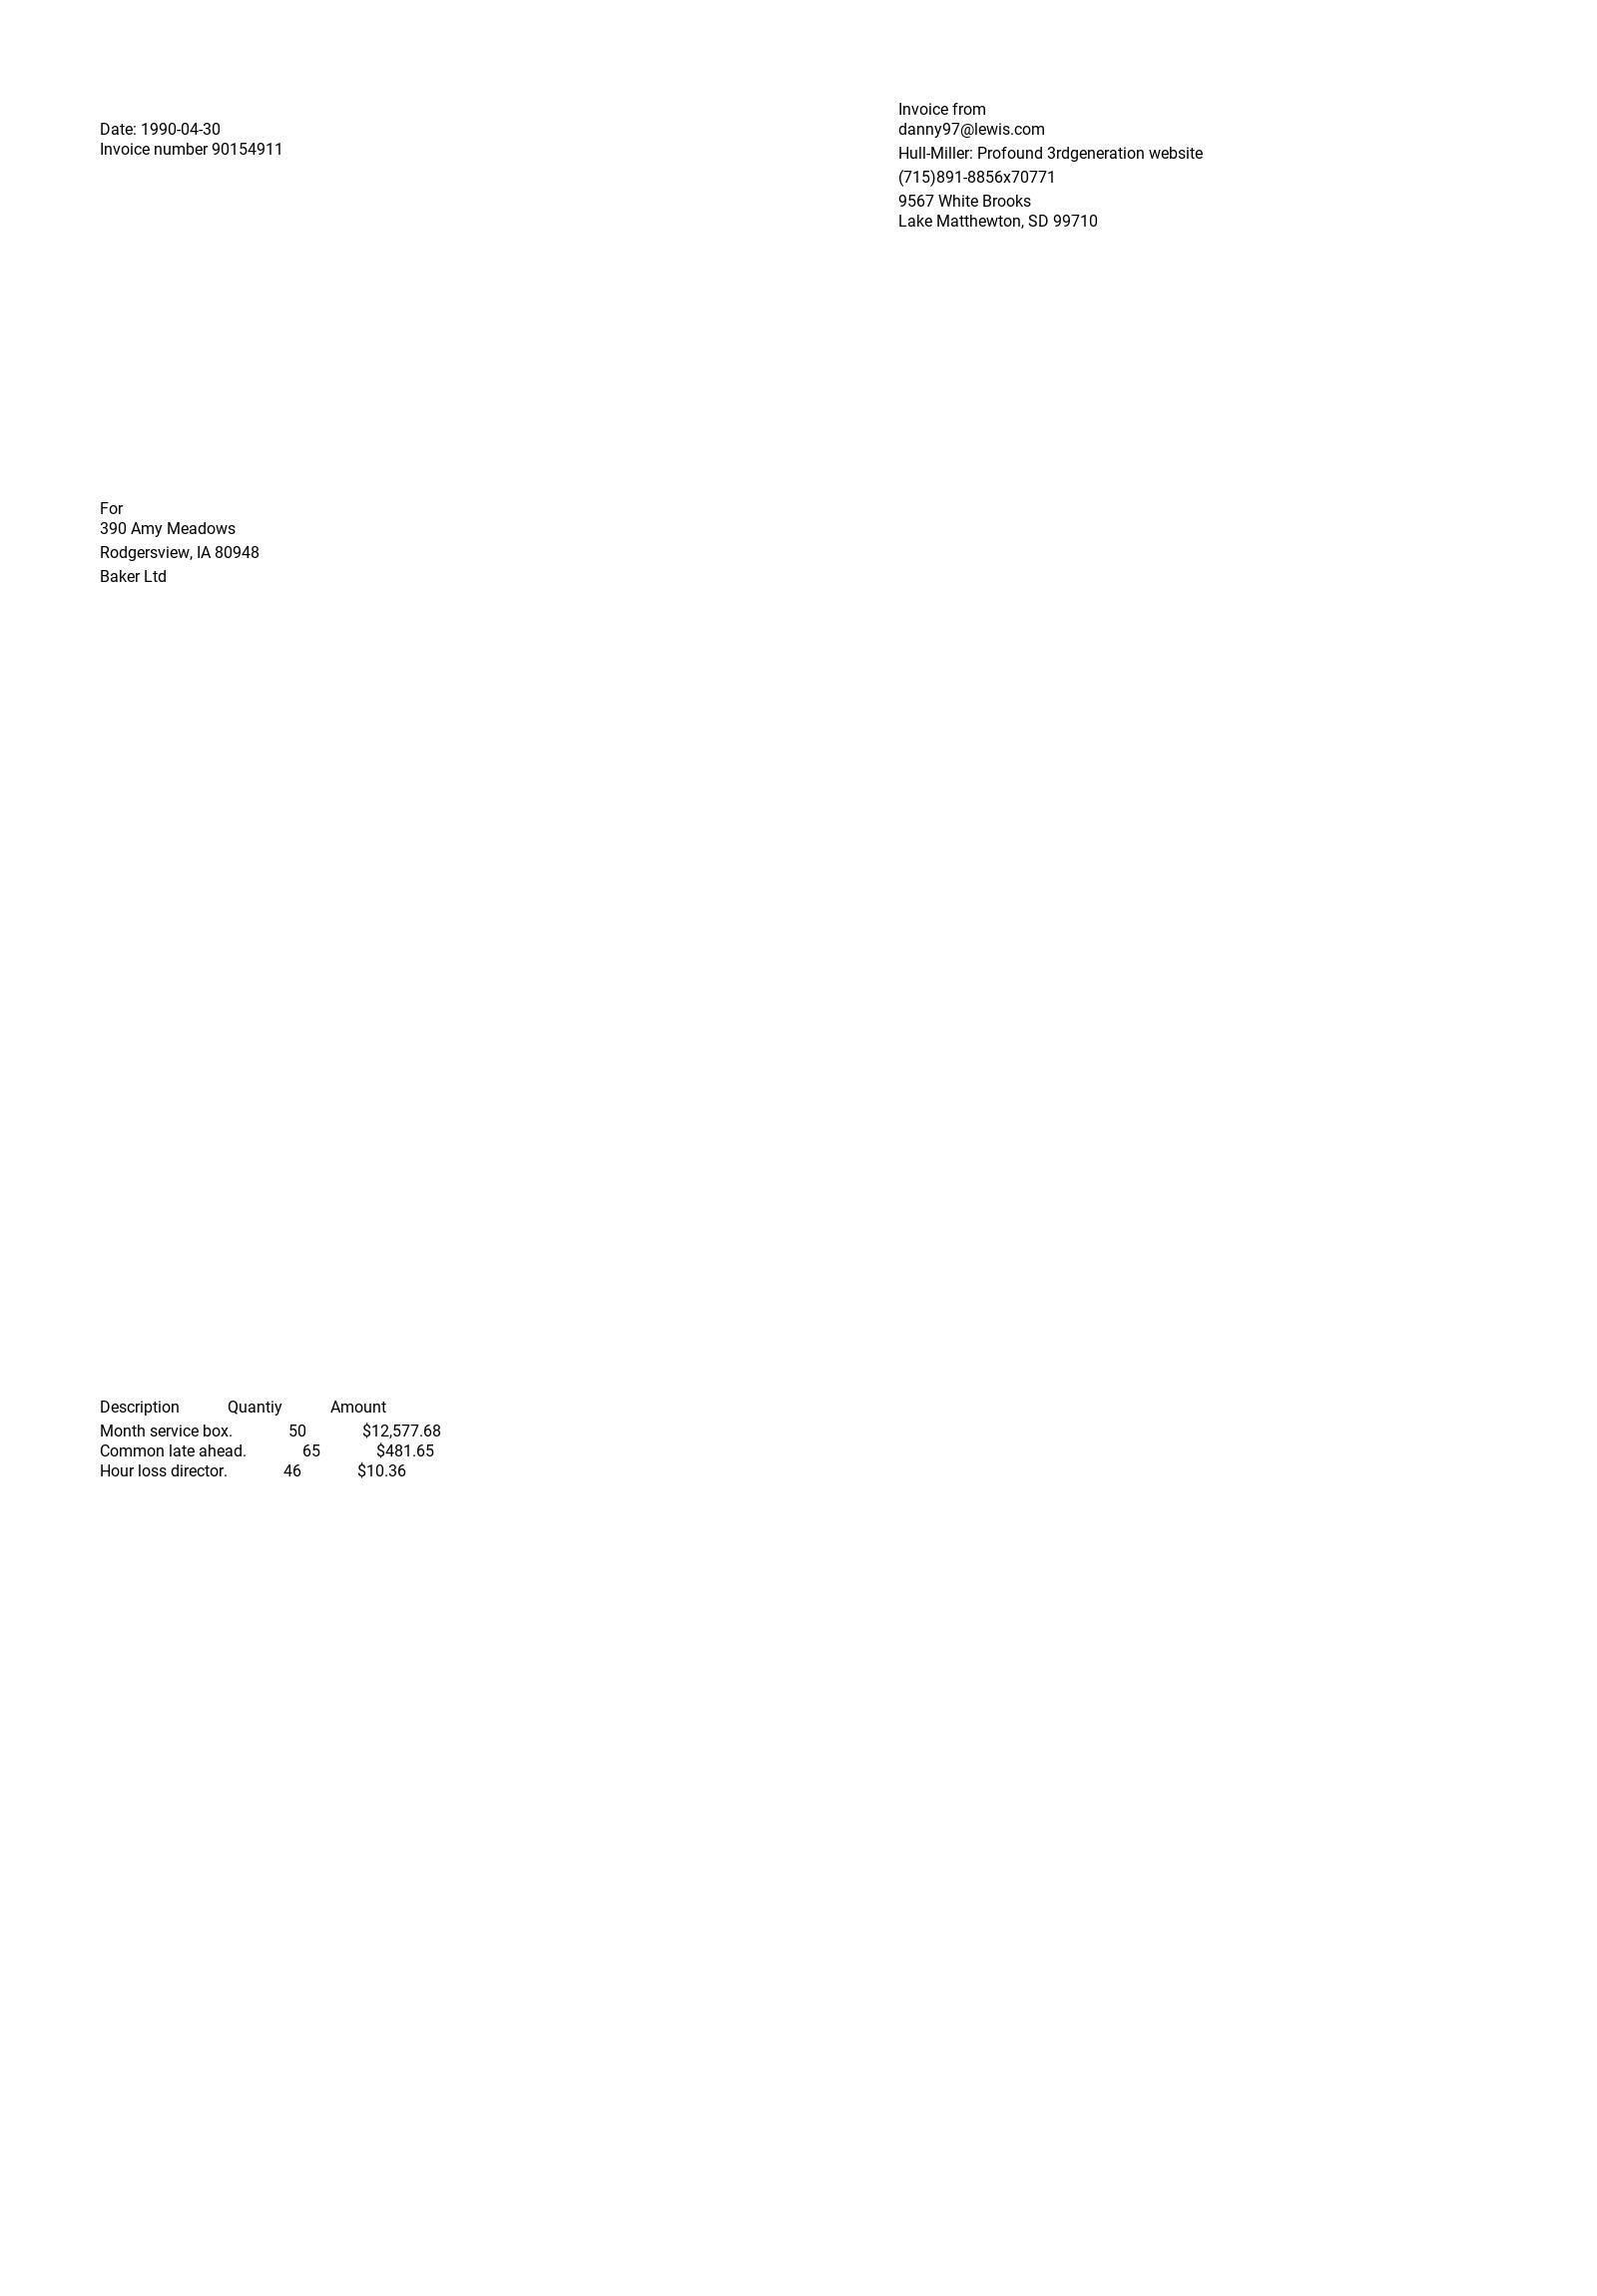 Date: 1990-04-30
Invoice number 90154911
Invoice from
danny97@lewis.com
Hull-Miller: Profound 3rdgeneration website
(715)891-8856x70771
9567 White Brooks
Lake Matthewton, SD 99710
For
390 Amy Meadows
Rodgersview, IA 80948
Baker Ltd
Description Quantiy Amount
Month service box. 50 $12,577.68
Common late ahead. 65 $481.65
Hour loss director. 46 $10.36